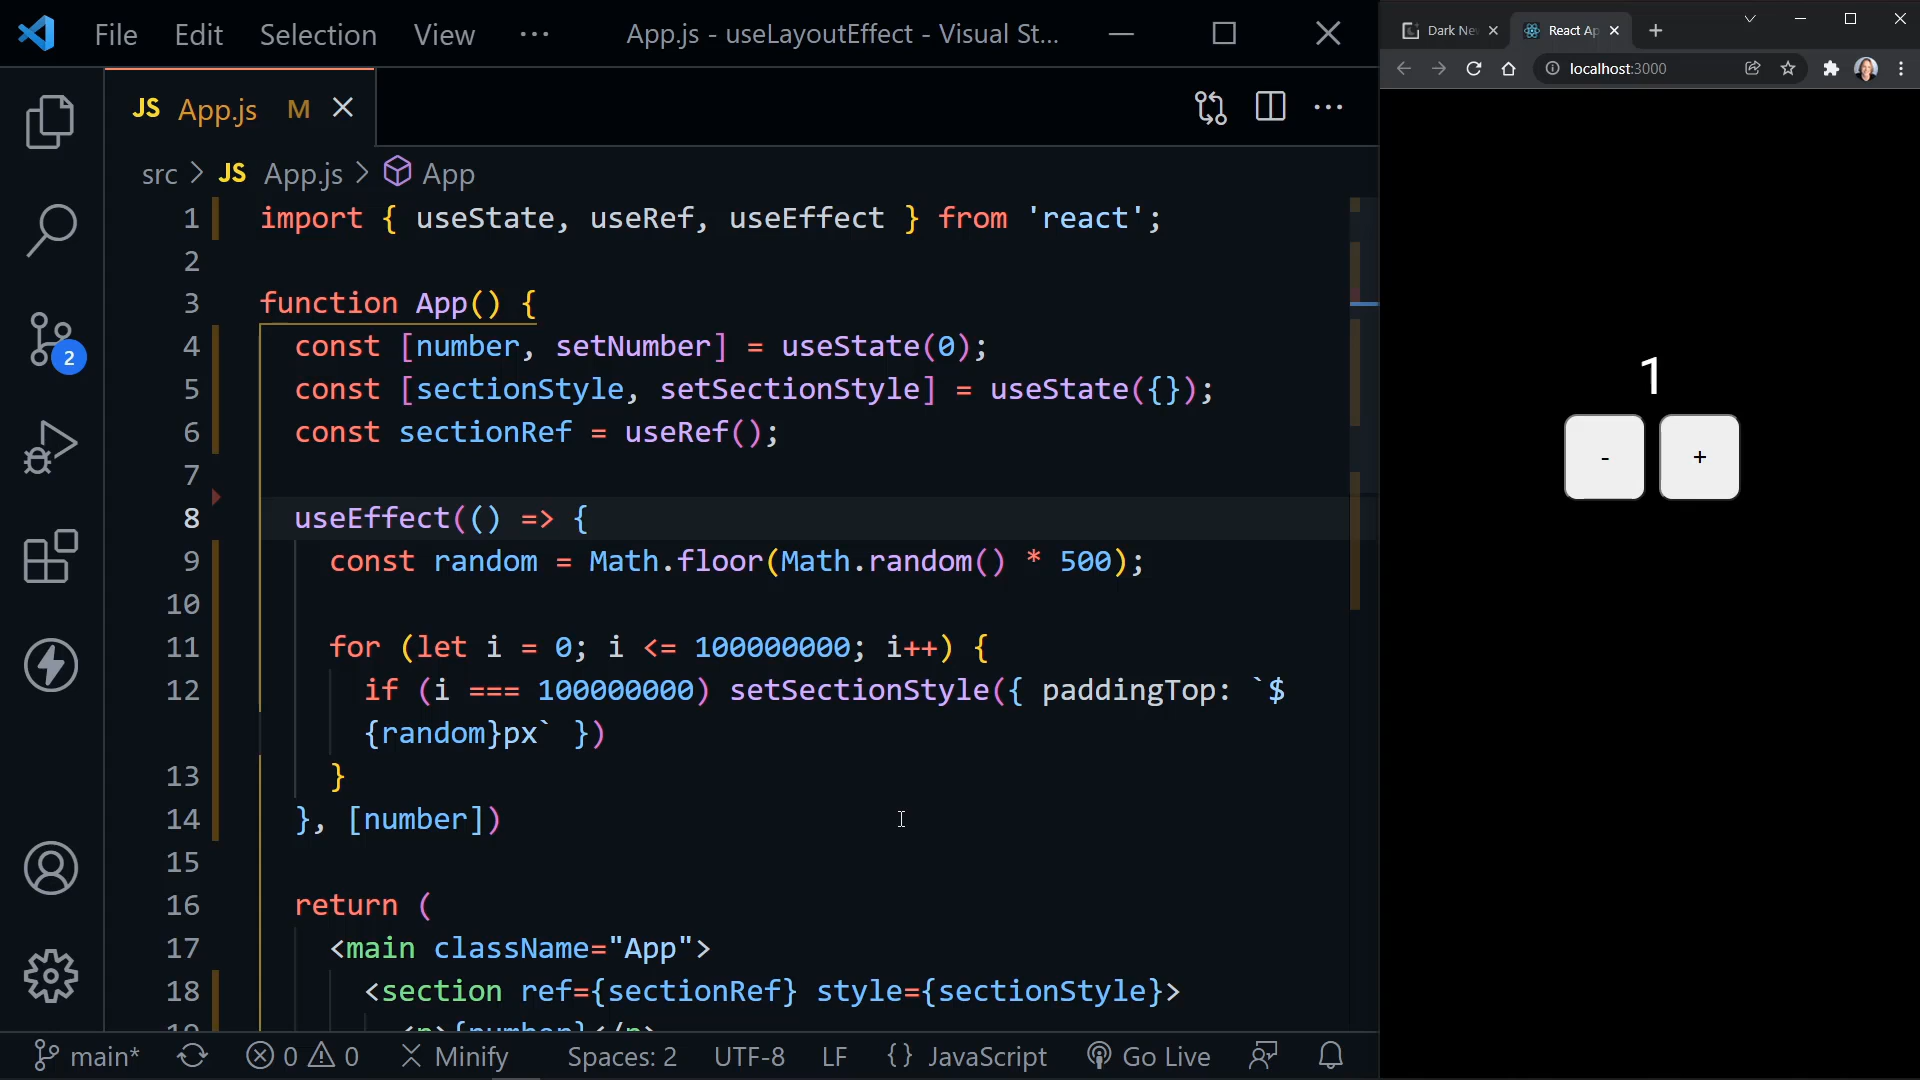 File Edit Selection View ··· App.js - useLayoutEffect - Visual St...
JS App.js M
src > JS App.js > App
1 import { useState, useRef, useEffect } from 'react';
2
3 function App() {
4 const [number, setNumber] = useState(0);
5 const [sectionStyle, setSectionStyle] = useState({});
6 const sectionRef = useRef();
7
8 useEffect(() => {
9 const random = Math.floor(Math.random() * 500);
10
11 for (let i = 0; i <= 100000000; i++) {
12 if (i === 100000000) setSectionStyle({ paddingTop: `$
{random}px` })
13 }
14 }, [number])
15
16 return (
17 <main className="App">
18 <section ref={sectionRef} style={sectionStyle}>
19 <p>{number}</p>
2
main* 0 0 Minify Spaces: 2 UTF-8 LF {} JavaScript Go Live
Dark Ne React Ap
localhost:3000
1
- +